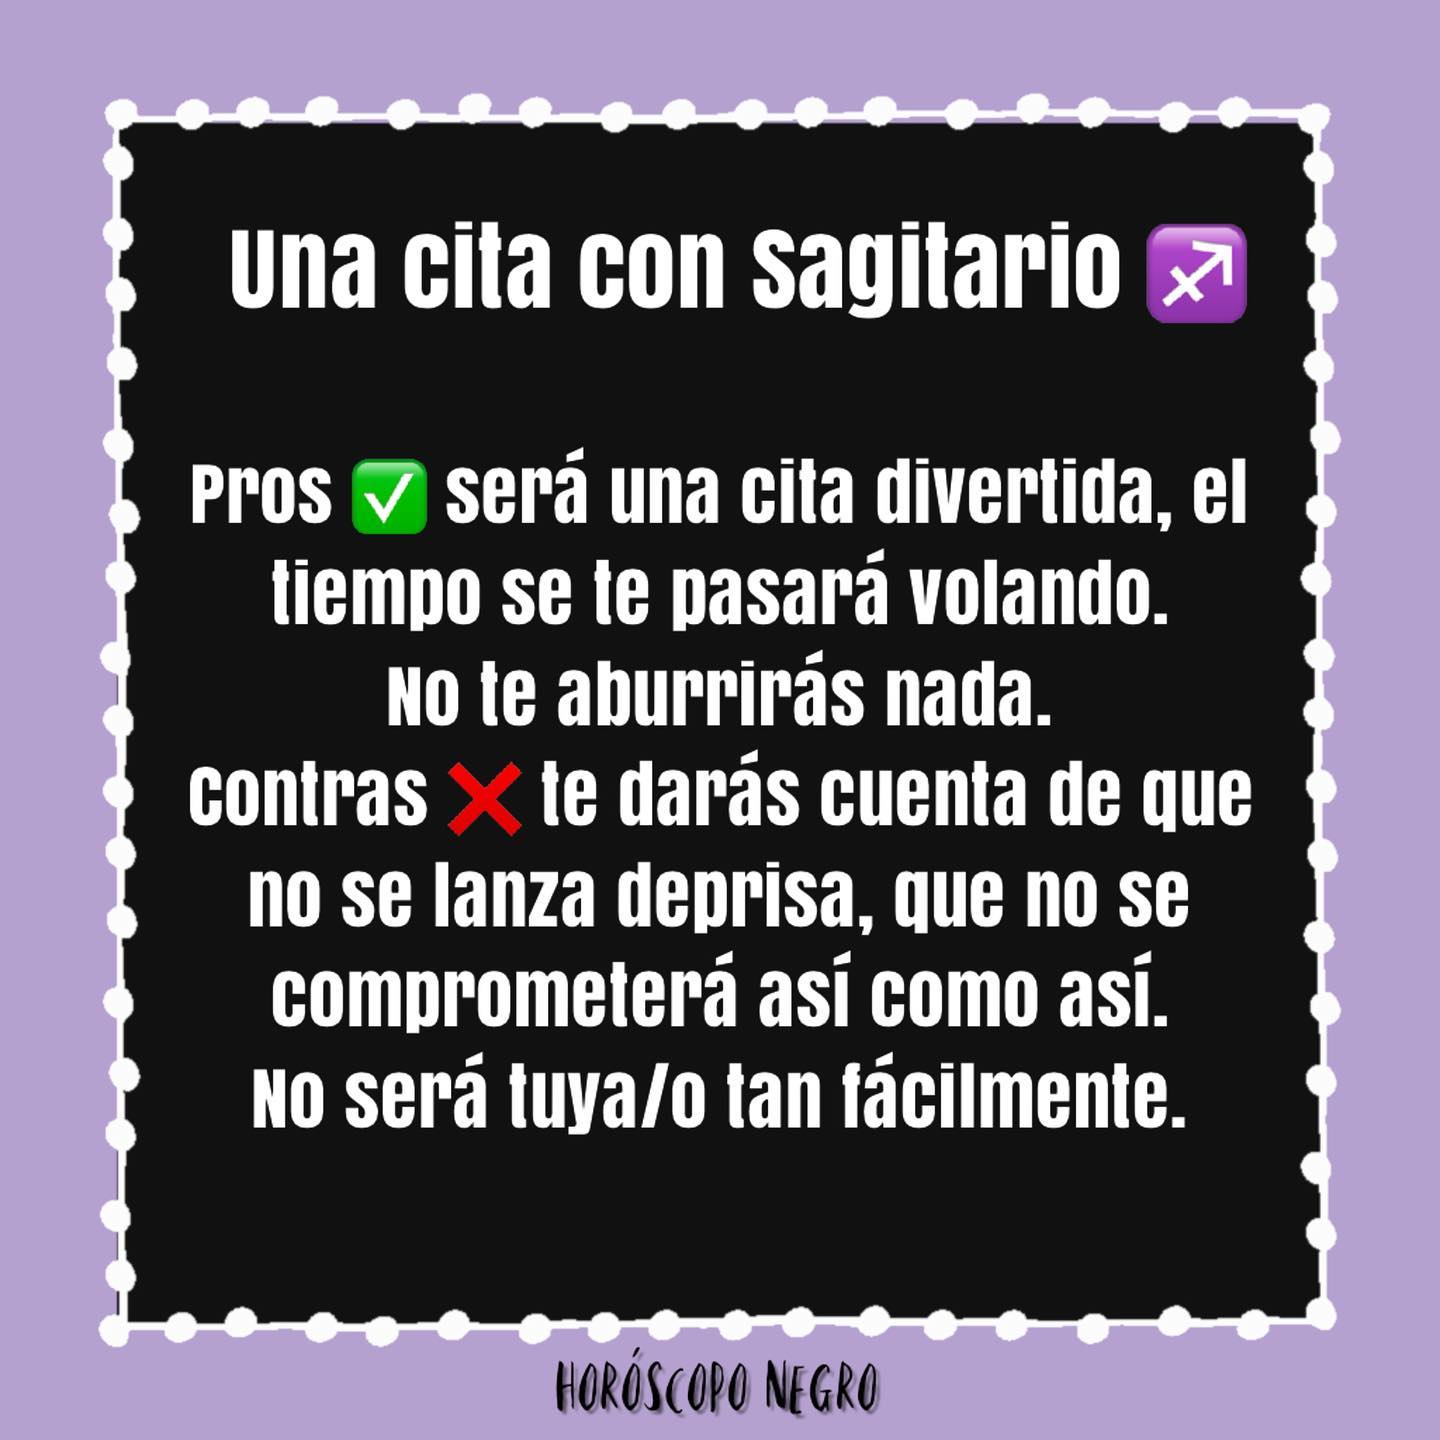 Una cita con Sagitario ♐
Pros ✅ será una cita divertida, el
tiempo se te pasará volando.
No te aburrirás nada.
Contras ❌ te darás cuenta de que
no se lanza deprisa, que no se
comprometerá así como así.
No será tuya/o tan fácilmente.
HORÓSCOPO NEGRO